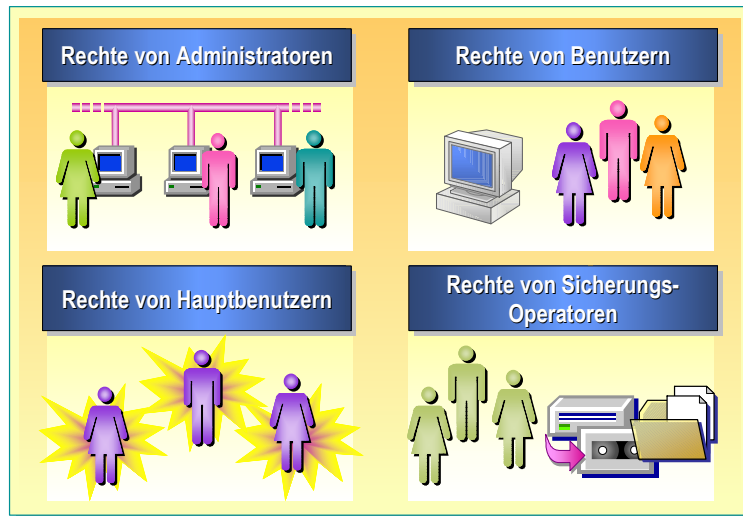 Rechte von Administratoren
Rechte von Benutzern
Rechte von Hauptbenutzern
Rechte von Sicherungs-
Operatoren